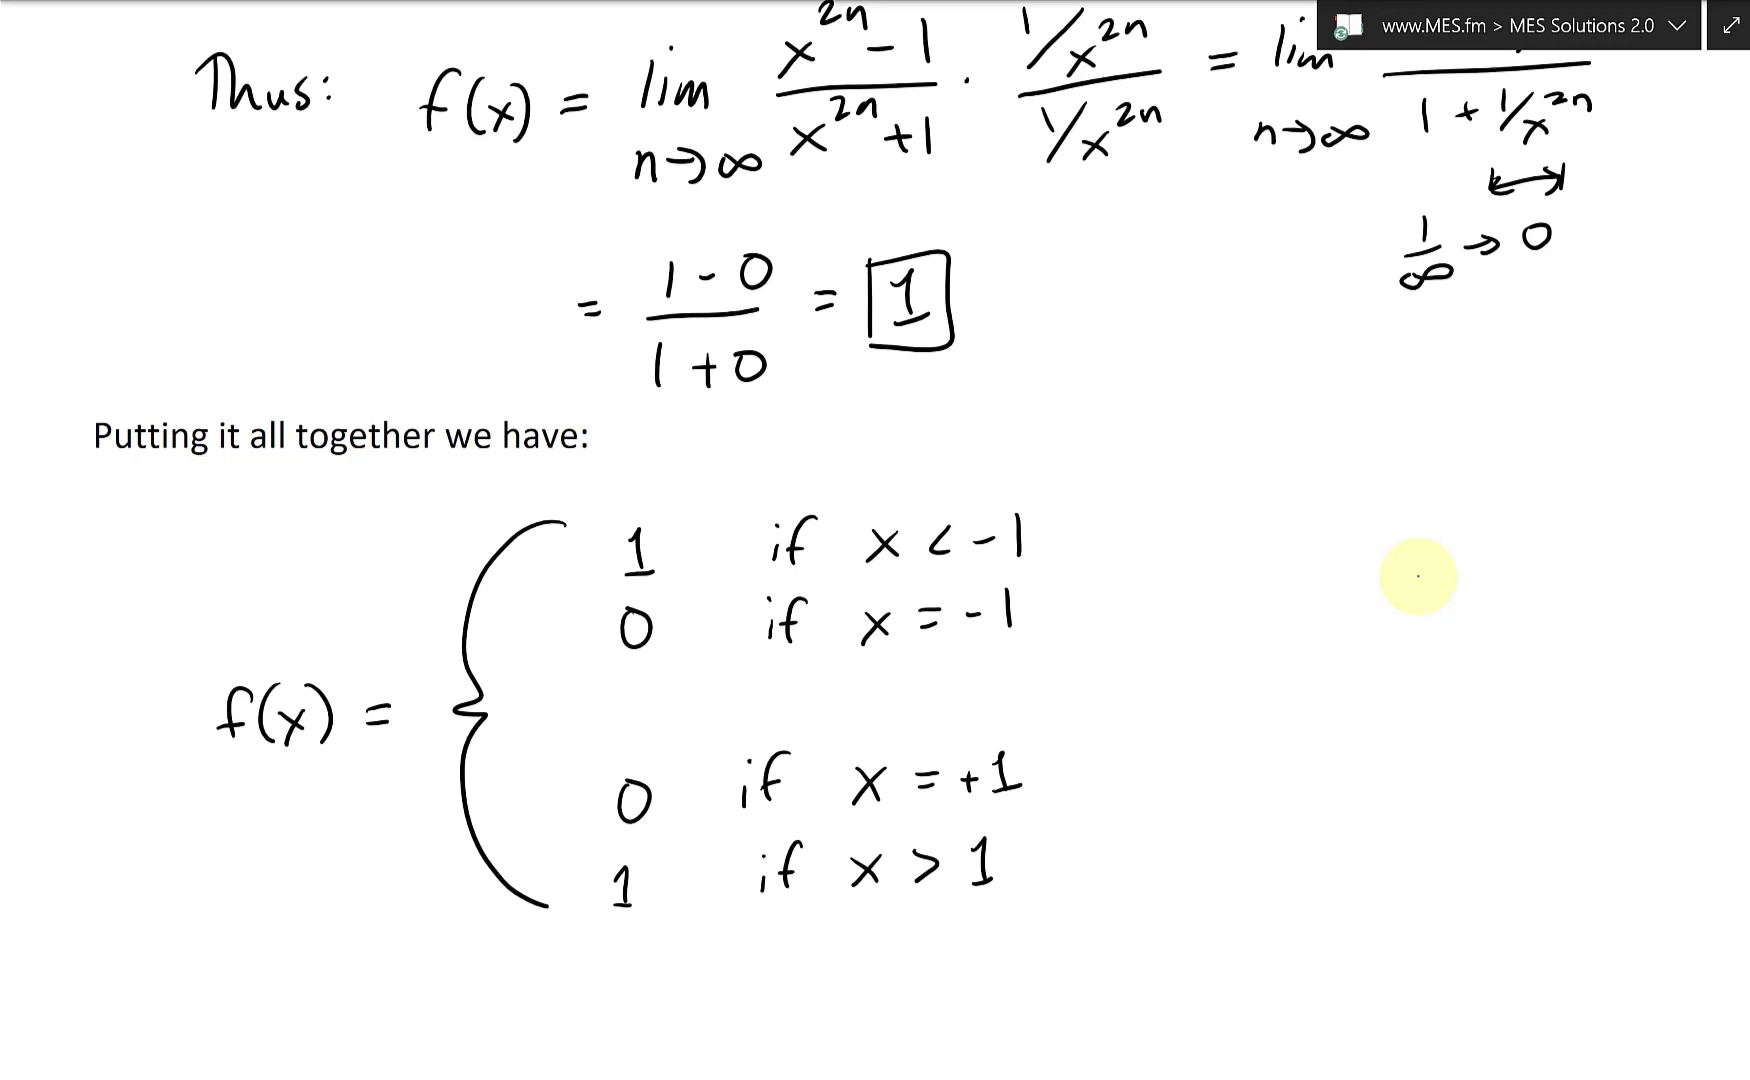 www.MES.fm > MES Solutions 2.0
Thus: f(x) = lim n→∞ x^2n - 1 / x^2n + 1 · 1/x^2n / 1/x^2n = lim n→∞ / 1 + 1/x^2n
1/∞ → 0
= 1 - 0 / 1 + 0 = 1
Putting it all together we have:
f(x) = {
1 if x < -1
0 if x = -1
0 if x = +1
1 if x > 1